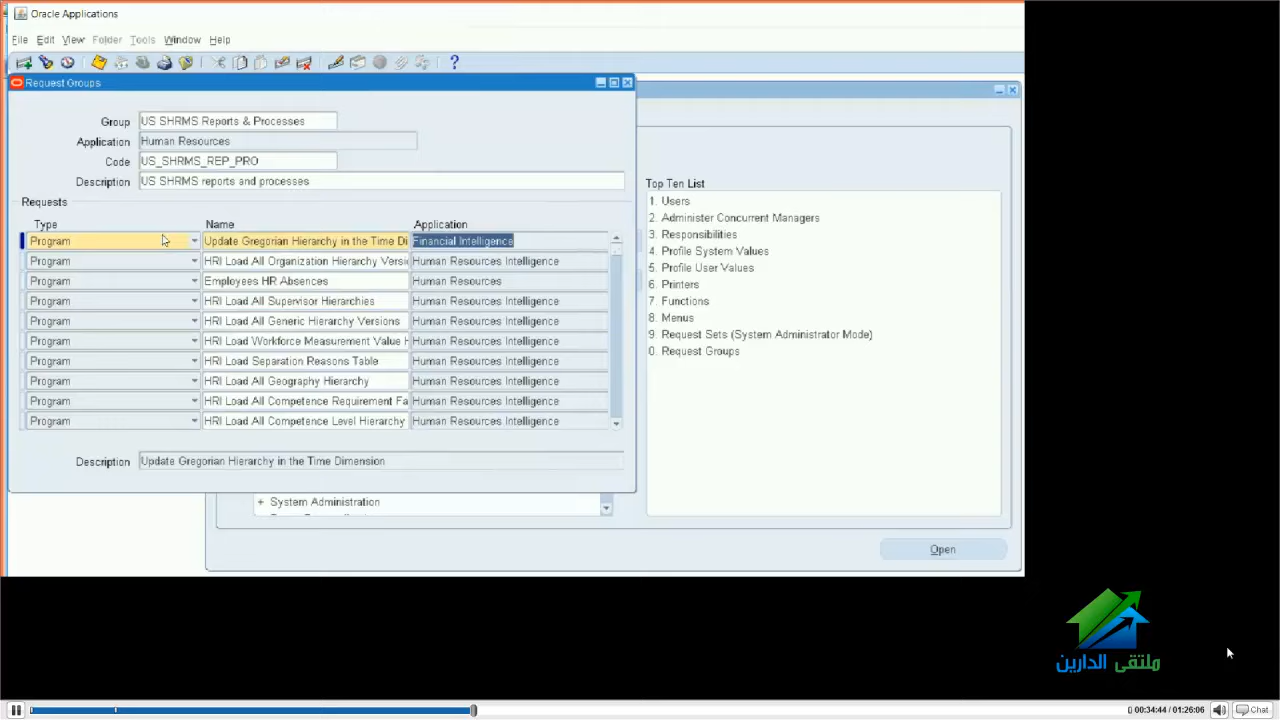 Oracle Applications
File Edit View Folder Tools Window Help
Request Groups
Group US SHRMS Reports & Processes
Application Human Resources
Code US_SHRMS_REP_PRO
Description US SHRMS reports and processes
Requests
Type Name Application
Program Update Gregorian Hierarchy in the Time Di Financial Intelligence
Program HRI Load All Organization Hierarchy Versi Human Resources Intelligence
Program Employees HR Absences Human Resources
Program HRI Load All Supervisor Hierarchies Human Resources Intelligence
Program HRI Load All Generic Hierarchy Versions Human Resources Intelligence
Program HRI Load Workforce Measurement Value H Human Resources Intelligence
Program HRI Load Separation Reasons Table Human Resources Intelligence
Program HRI Load All Geography Hierarchy Human Resources Intelligence
Program HRI Load All Competence Requirement Fa Human Resources Intelligence
Program HRI Load All Competence Level Hierarchy Human Resources Intelligence
Description Update Gregorian Hierarchy in the Time Dimension
+ System Administration
Top Ten List
1. Users
2. Administer Concurrent Managers
3. Responsibilities
4. Profile System Values
5. Profile User Values
6. Printers
7. Functions
8. Menus
9. Request Sets (System Administrator Mode)
0. Request Groups
Open
ملتقى الدارين
00:34:44 / 01:26:06 Chat